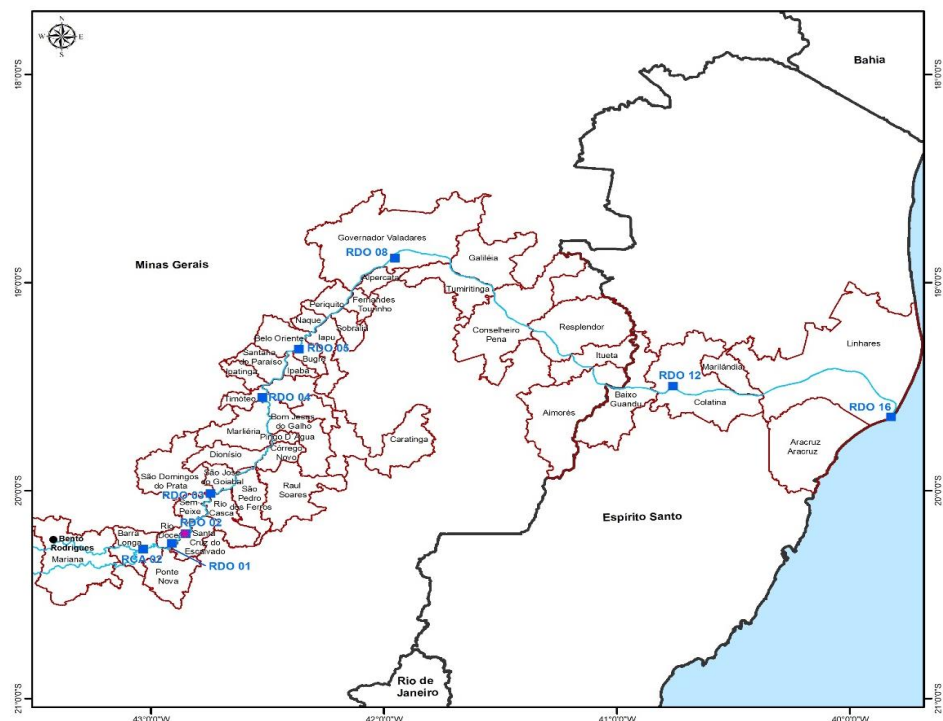 N
W E
S
Bahia
18°0'0"S
18°0'0"S
Governador Valadares
RDO 08
Galiléia
Minas Gerais
19°0'0"S
19°0'0"S
Alpercata
Tumiritinga
Periquito
Fernandes
Tourinho
Naque
Sobrália
Resplendor
Conselheiro
Pena
Linhares
Belo Oriente
Iapu
RDO 05
Santana
do Paraíso
Bugre
Itueta
Marilândia
Ipatinga
Ipaba
RDO 12
Baixo
Guandu
Colatina
Timóteo
RDO 04
Aimorés
RDO 16
Bom Jesus
do Galho
Marliéria
Pingo D'Água
Caratinga
Córrego
Novo
Aracruz
Aracruz
Dionísio
São Domingos
do Prata
São José
do Goiabal
Raul
Soares
20°0'0"S
20°0'0"S
RDO 03
São
Pedro
dos Ferros
Sem
Peixe
Rio
Casca
Espírito Santo
RDO 02
Rio
Doce
Santa
Cruz do
Escalvado
Barra
Longa
Bento
Rodrigues
Mariana
RCA 02
RDO 01
Ponte
Nova
Rio de
Janeiro
21°0'0"S
21°0'0"S
43°0'0"W
42°0'0"W
41°0'0"W
40°0'0"W